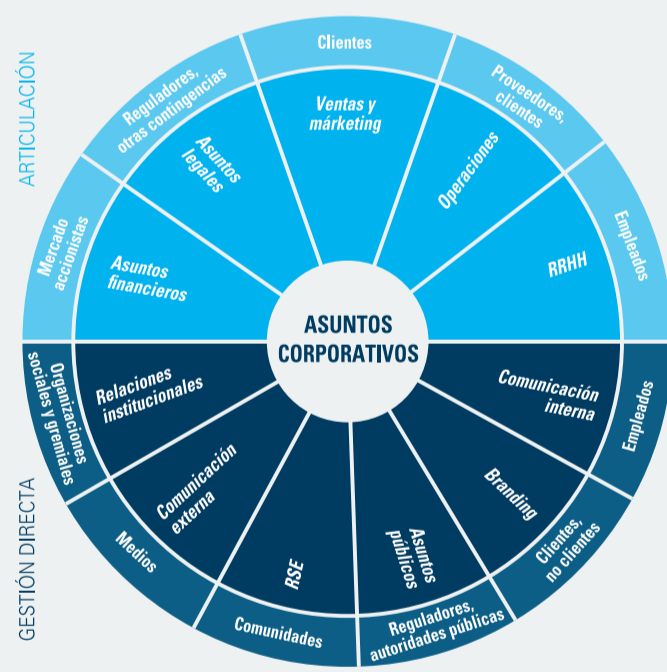 ARTICULACIÓN
Mercado
accionistas
Reguladores,
otras contingencias
Clientes
Proveedores,
clientes
Empleados
Asuntos
financieros
Asuntos
legales
Ventas y
márketing
Operaciones
RRHH
ASUNTOS
CORPORATIVOS
GESTIÓN DIRECTA
Relaciones
institucionales
Comunicación
externa
RSE
Asuntos
públicos
Branding
Comunicación
interna
Organizaciones
sociales y gremiales
Medios
Comunidades
Reguladores,
autoridades públicas
Clientes,
no clientes
Empleados